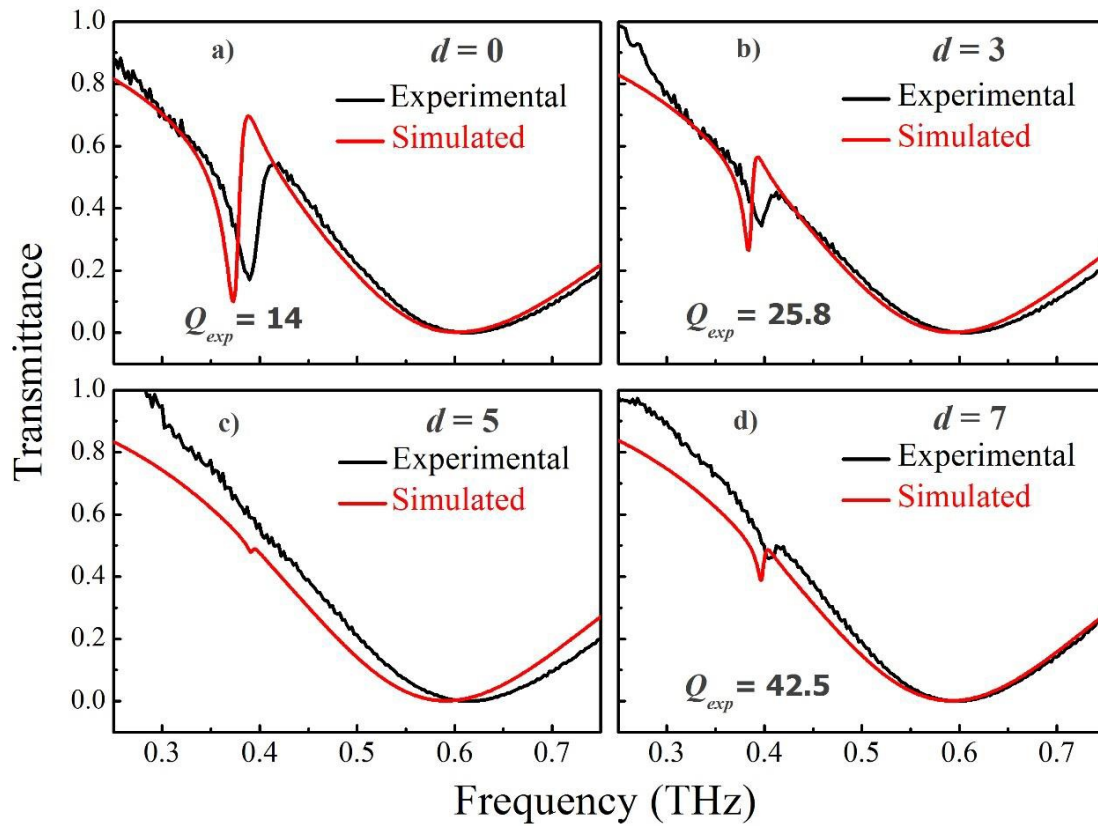 a) d = 0
Experimental
Simulated
Q_exp = 14
b) d = 3
Experimental
Simulated
Q_exp = 25.8
c) d = 5
Experimental
Simulated
d) d = 7
Experimental
Simulated
Q_exp = 42.5
1.0
0.8
0.6
0.4
0.2
0.0
1.0
0.8
0.6
0.4
0.2
0.0
Transmittance
0.3 0.4 0.5 0.6 0.7
0.3 0.4 0.5 0.6 0.7
Frequency (THz)